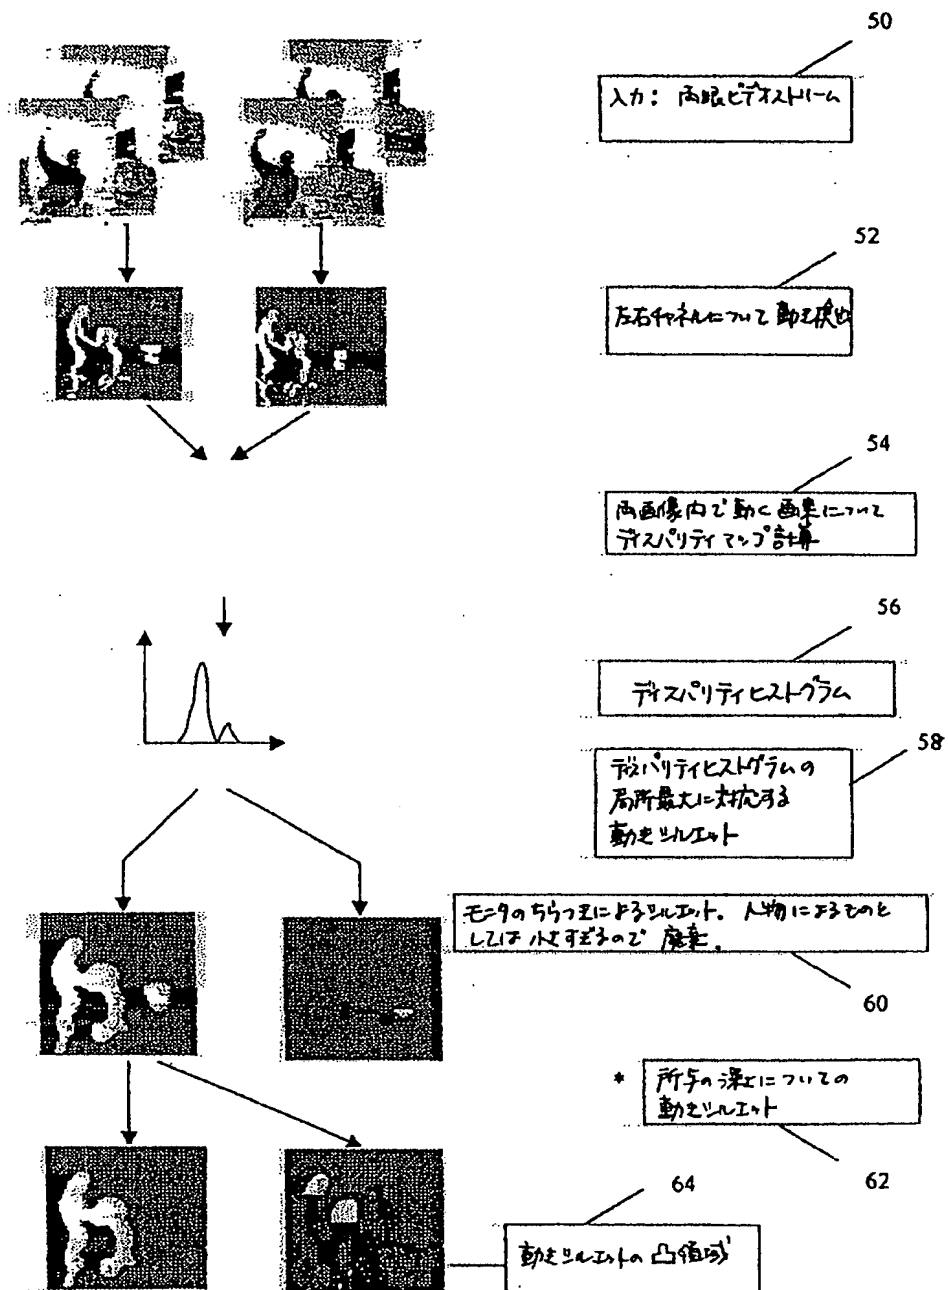 50
入力: 両眼ビデオストリーム
52
左右チャネルについて動き検出
54
両画像内で動く画素について
ディスパリティマップ計算
56
ディスパリティヒストグラム
58
ディスパリティヒストグラムの
局所最大に対応する
動きシルエット
モニタのちらつきによるシルエット。人物によるものと
しては小さすぎるので廃棄。
60
* 所与の深さについての
動きシルエット
62
64
動きシルエットの凸領域